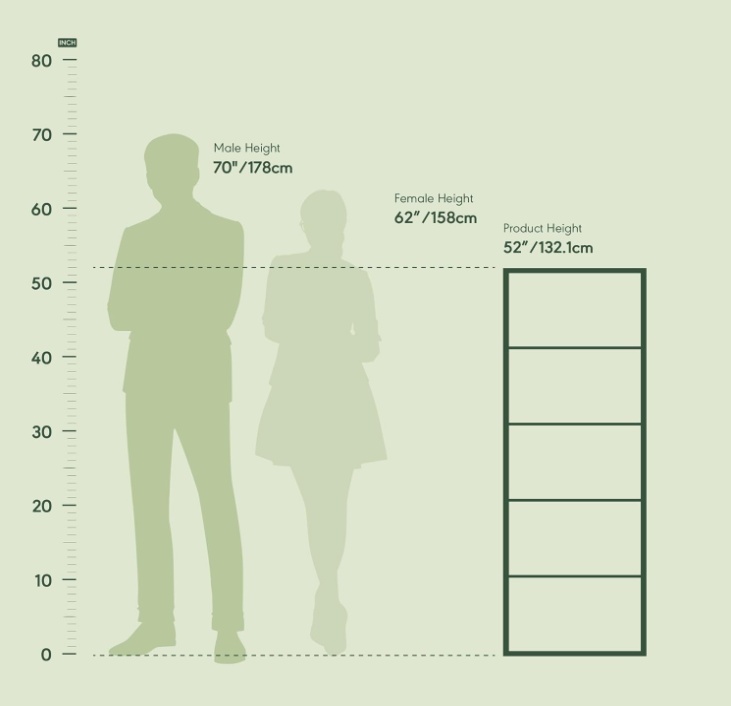 INCH
80
70
60
50
40
30
20
10
0
Male Height
70"/178cm
Female Height
62″/158cm
Product Height
52″/132.1cm